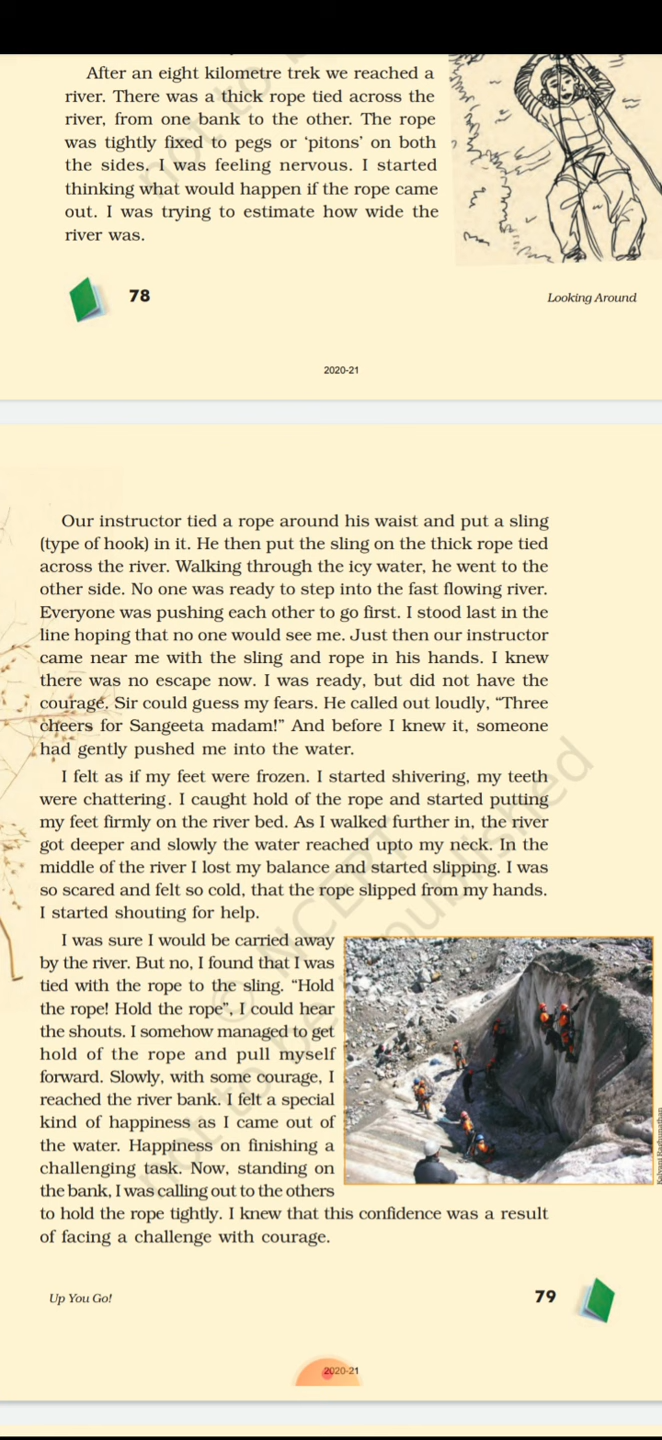 After an eight kilometre trek we reached a
river. There was a thick rope tied across the
river, from one bank to the other. The rope
was tightly fixed to pegs or ‘pitons’ on both
the sides. I was feeling nervous. I started
thinking what would happen if the rope came
out. I was trying to estimate how wide the
river was.
78
Looking Around
2020-21
Our instructor tied a rope around his waist and put a sling
(type of hook) in it. He then put the sling on the thick rope tied
across the river. Walking through the icy water, he went to the
other side. No one was ready to step into the fast flowing river.
Everyone was pushing each other to go first. I stood last in the
line hoping that no one would see me. Just then our instructor
came near me with the sling and rope in his hands. I knew
there was no escape now. I was ready, but did not have the
courage. Sir could guess my fears. He called out loudly, “Three
cheers for Sangeeta madam!” And before I knew it, someone
had gently pushed me into the water.
I felt as if my feet were frozen. I started shivering, my teeth
were chattering. I caught hold of the rope and started putting
my feet firmly on the river bed. As I walked further in, the river
got deeper and slowly the water reached upto my neck. In the
middle of the river I lost my balance and started slipping. I was
so scared and felt so cold, that the rope slipped from my hands.
I started shouting for help.
I was sure I would be carried away
by the river. But no, I found that I was
tied with the rope to the sling. “Hold
the rope! Hold the rope”, I could hear
the shouts. I somehow managed to get
hold of the rope and pull myself
forward. Slowly, with some courage, I
reached the river bank. I felt a special
kind of happiness as I came out of
the water. Happiness on finishing a
challenging task. Now, standing on
the bank, I was calling out to the others
to hold the rope tightly. I knew that this confidence was a result
of facing a challenge with courage.
Kalyani Raghunathan
Up You Go!
79
2020-21
© NCERT
not to be republished